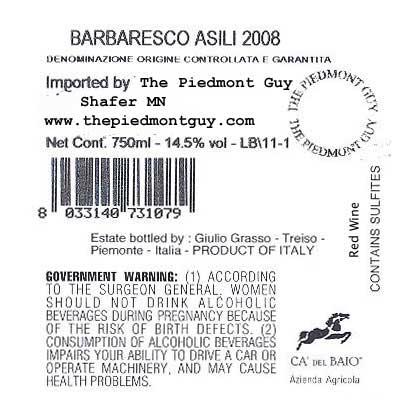 BARBARESCO ASILI 2008
DENOMINAZIONE ORIGINE CONTROLLATA E GARANTITA
Imported by The Piedmont Guy
Shafer MN
www.thepiedmontguy.com
THE PIEDMONT GUY
THE PIEDMONT GUY
Net Cont. 750ml - 14.5% vol - LB\11-1
8 033140 731079
Red Wine
CONTAINS SULFITES
Estate bottled by : Giulio Grasso - Treiso -
Piemonte - Italia - PRODUCT OF ITALY
GOVERNMENT WARNING: (1) ACCORDING
TO THE SURGEON GENERAL, WOMEN
SHOULD NOT DRINK ALCOHOLIC
BEVERAGES DURING PREGNANCY BECAUSE
OF THE RISK OF BIRTH DEFECTS. (2)
CONSUMPTION OF ALCOHOLIC BEVERAGES
IMPAIRS YOUR ABILITY TO DRIVE A CAR OR
OPERATE MACHINERY, AND MAY CAUSE
HEALTH PROBLEMS.
CA' DEL BAIO
Azienda Agricola